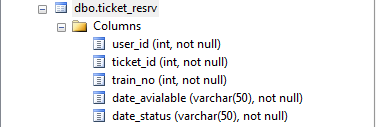 dbo.ticket_resrv
Columns
user_id (int, not null)
ticket_id (int, not null)
train_no (int, not null)
date_avialable (varchar(50), not null)
date_status (varchar(50), not null)